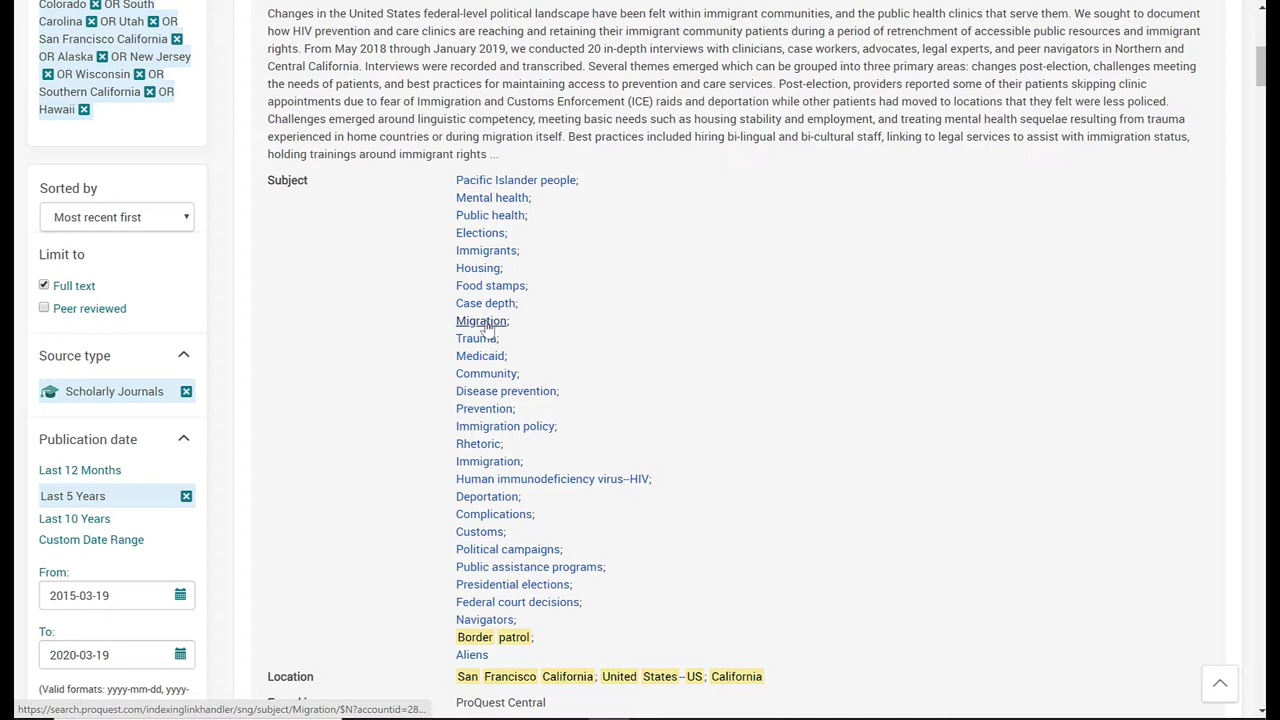 Colorado OR South
Carolina OR Utah OR
San Francisco California
OR Alaska OR New Jersey
OR Wisconsin OR
Southern California OR
Hawaii
Sorted by
Most recent first
Limit to
Full text
Peer reviewed
Source type
Scholarly Journals
Publication date
Last 12 Months
Last 5 Years
Last 10 Years
Custom Date Range
From:
2015-03-19
To:
2020-03-19
(Valid formats: yyyy-mm-dd, yyyy-
https://search.proquest.com/indexinglinkhandler/sng/subject/Migration/$N?accountid=28...
Changes in the United States federal-level political landscape have been felt within immigrant communities, and the public health clinics that serve them. We sought to document
how HIV prevention and care clinics are reaching and retaining their immigrant community patients during a period of retrenchment of accessible public resources and immigrant
rights. From May 2018 through January 2019, we conducted 20 in-depth interviews with clinicians, case workers, advocates, legal experts, and peer navigators in Northern and
Central California. Interviews were recorded and transcribed. Several themes emerged which can be grouped into three primary areas: changes post-election, challenges meeting
the needs of patients, and best practices for maintaining access to prevention and care services. Post-election, providers reported some of their patients skipping clinic
appointments due to fear of Immigration and Customs Enforcement (ICE) raids and deportation while other patients had moved to locations that they felt were less policed.
Challenges emerged around linguistic competency, meeting basic needs such as housing stability and employment, and treating mental health sequelae resulting from trauma
experienced in home countries or during migration itself. Best practices included hiring bi-lingual and bi-cultural staff, linking to legal services to assist with immigration status,
holding trainings around immigrant rights ...
Subject
Pacific Islander people;
Mental health;
Public health;
Elections;
Immigrants;
Housing;
Food stamps;
Case depth;
Migration;
Trauma;
Medicaid;
Community;
Disease prevention;
Prevention;
Immigration policy;
Rhetoric;
Immigration;
Human immunodeficiency virus--HIV;
Deportation;
Complications;
Customs;
Political campaigns;
Public assistance programs;
Presidential elections;
Federal court decisions;
Navigators;
Border patrol;
Aliens
Location San Francisco California; United States--US; California
ProQuest Central